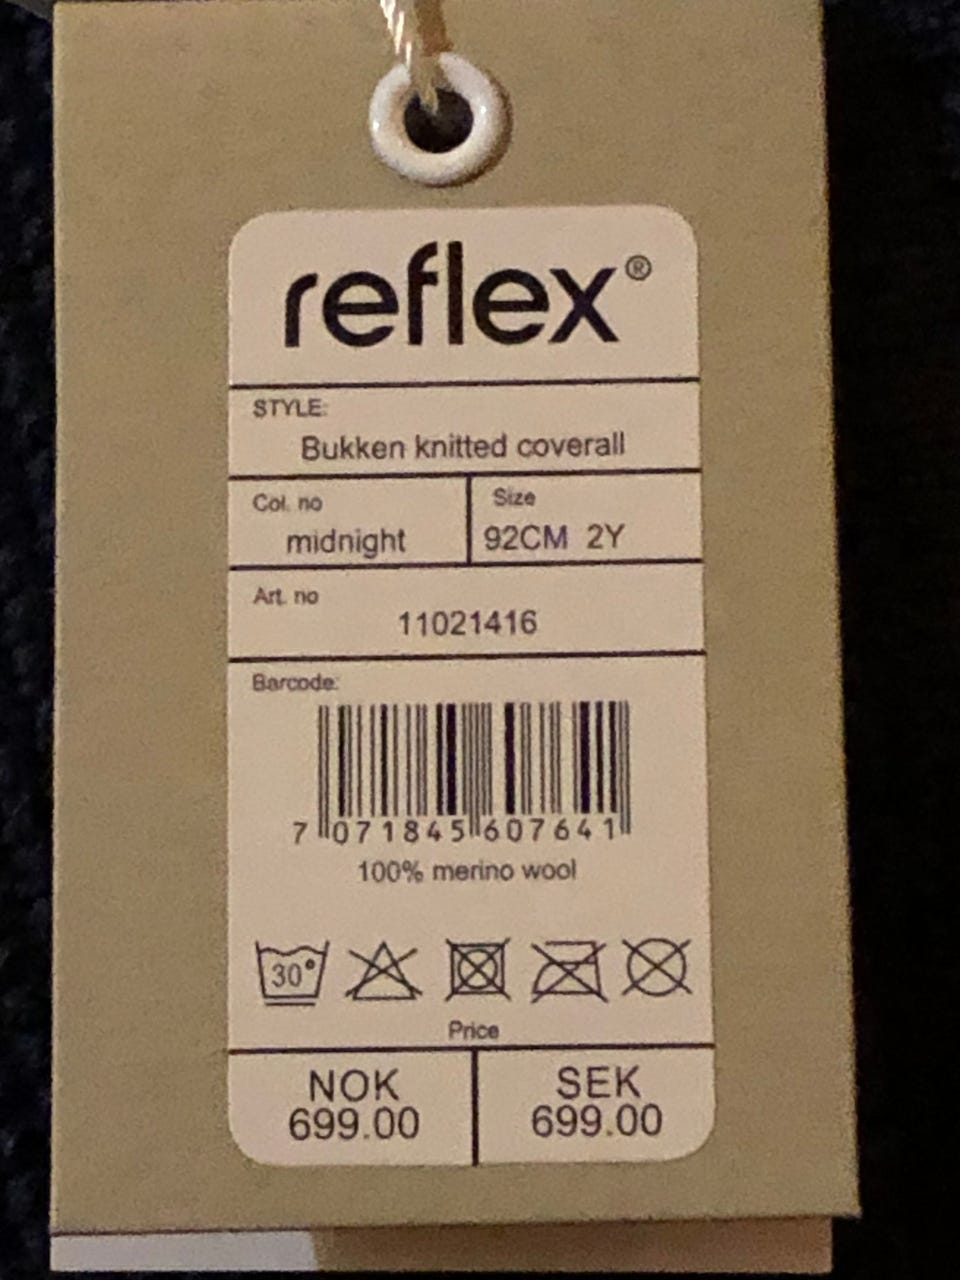 reflex®
STYLE:
Bukken knitted coverall
Col. no
midnight
Size
92CM 2Y
Art. no
11021416
Barcode:
7 071845 607641
100% merino wool
30°
Price
NOK
699.00
SEK
699.00